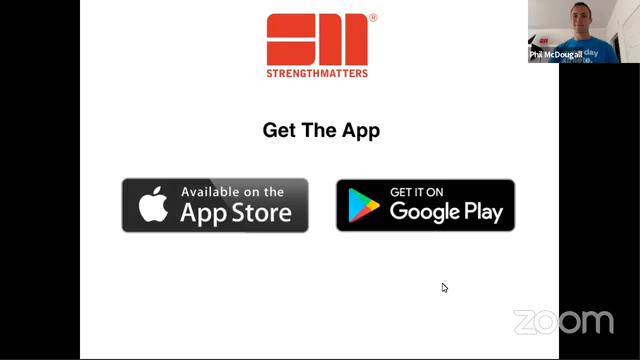 STRENGTHMATTERS
®
Phil McDougall
Get The App
Available on the
App Store
GET IT ON
Google Play
zoom